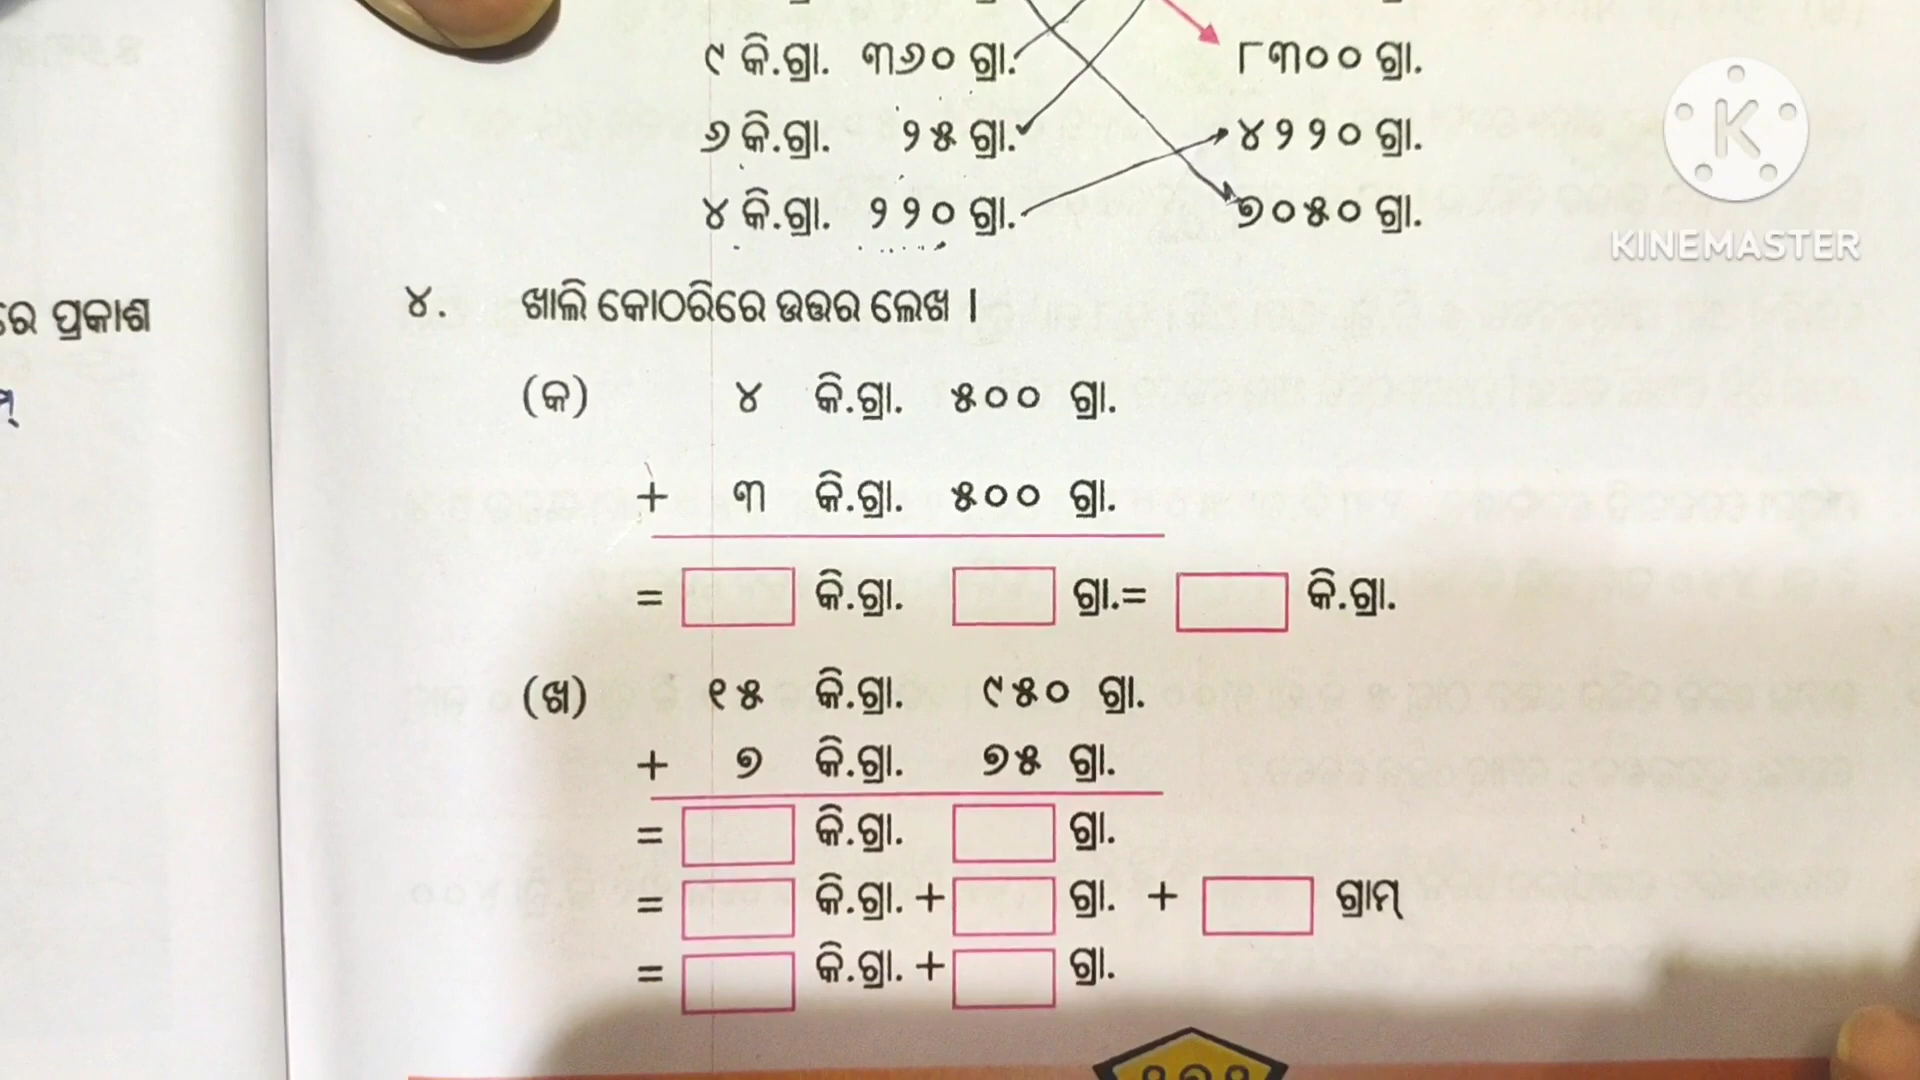 ୯ କି.ଗ୍ରା. ୩୬୦ ଗ୍ରା. ୮୩୦୦ ଗ୍ରା.
୬ କି.ଗ୍ରା. ୨୫ ଗ୍ରା. ୪୨୨୦ ଗ୍ରା.
୪ କି.ଗ୍ରା. ୨୨୦ ଗ୍ରା. ୭୦୫୦ ଗ୍ରା.
KINEMASTER
ରେ ପ୍ରକାଶ
୪. ଖାଲି କୋଠରିରେ ଉତ୍ତର ଲେଖ ।
(କ) ୪ କି.ଗ୍ରା. ୫୦୦ ଗ୍ରା.
+ ୩ କି.ଗ୍ରା. ୫୦୦ ଗ୍ରା.
= କି.ଗ୍ରା. ଗ୍ରା.= କି.ଗ୍ରା.
(ଖ) ୧୫ କି.ଗ୍ରା. ୯୫୦ ଗ୍ରା.
+ ୭ କି.ଗ୍ରା. ୭୫ ଗ୍ରା.
= କି.ଗ୍ରା. ଗ୍ରା.
= କି.ଗ୍ରା. + ଗ୍ରା. + ଗ୍ରାମ୍
= କି.ଗ୍ରା. + ଗ୍ରା.